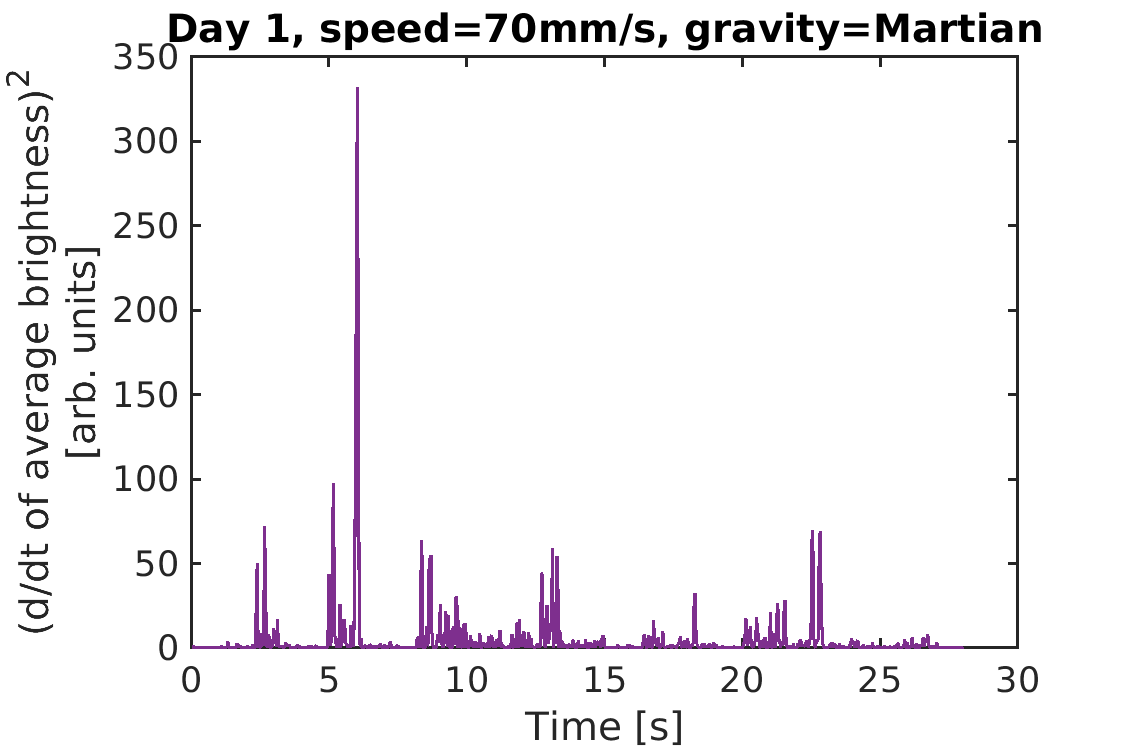 Day 1, speed=70mm/s, gravity=Martian
(d/dt of average brightness)²
[arb. units]
350
300
250
200
150
100
50
0
0 5 10 15 20 25 30
Time [s]